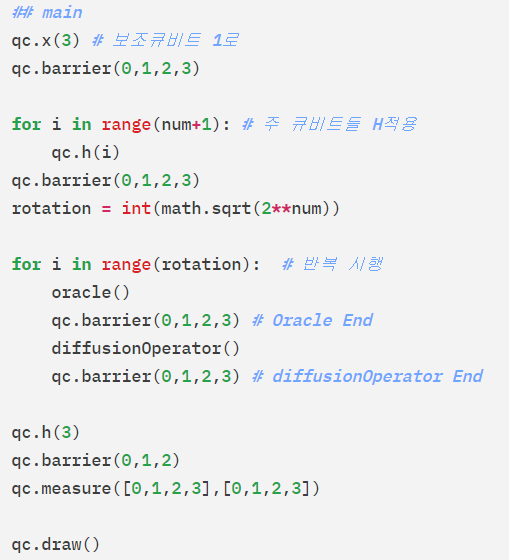 ## main
qc.x(3) # 보조큐비트 1로
qc.barrier(0,1,2,3)
for i in range(num+1): # 주 큐비트들 H적용
    qc.h(i)
qc.barrier(0,1,2,3)
rotation = int(math.sqrt(2**num))
for i in range(rotation):  # 반복 시행
    oracle()
    qc.barrier(0,1,2,3) # Oracle End
    diffusionOperator()
    qc.barrier(0,1,2,3) # diffusionOperator End
qc.h(3)
qc.barrier(0,1,2)
qc.measure([0,1,2,3],[0,1,2,3])
qc.draw()